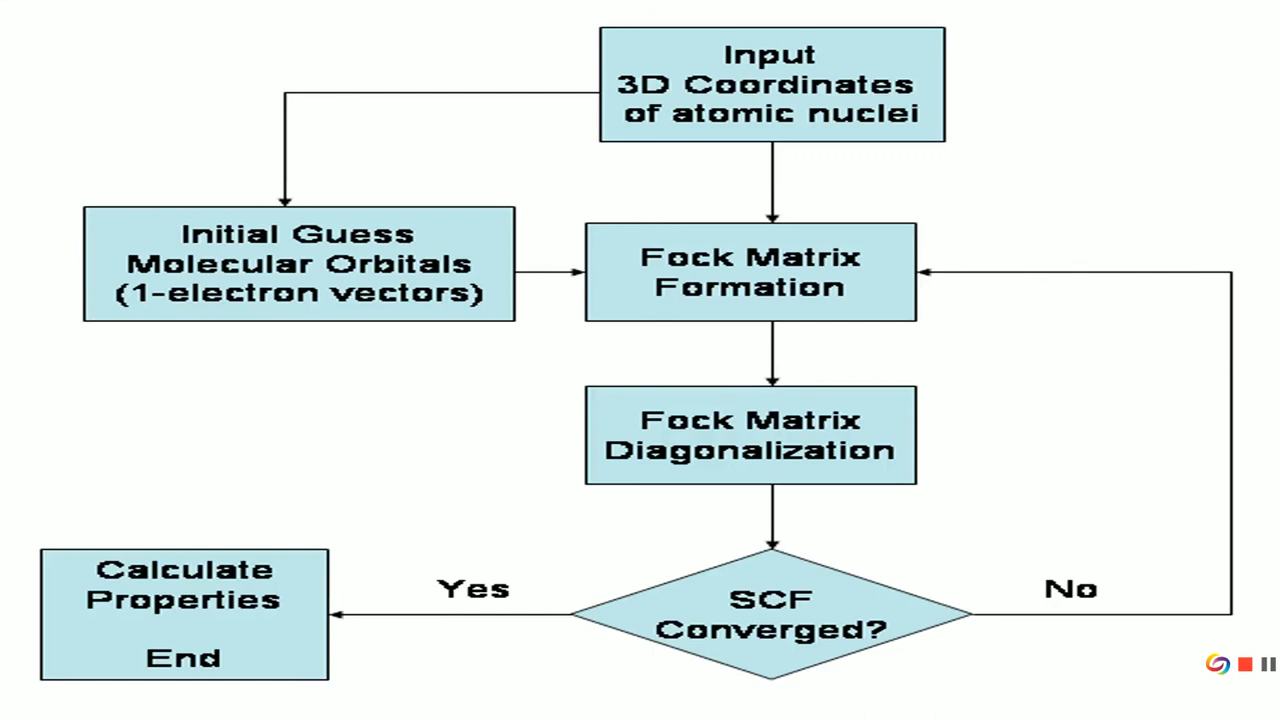 Input
3D Coordinates
of atomic nuclei
Initial Guess
Molecular Orbitals
(1-electron vectors)
Fock Matrix
Formation
Fock Matrix
Diagonalization
SCF
Converged?
Yes
No
Calculate
Properties
End